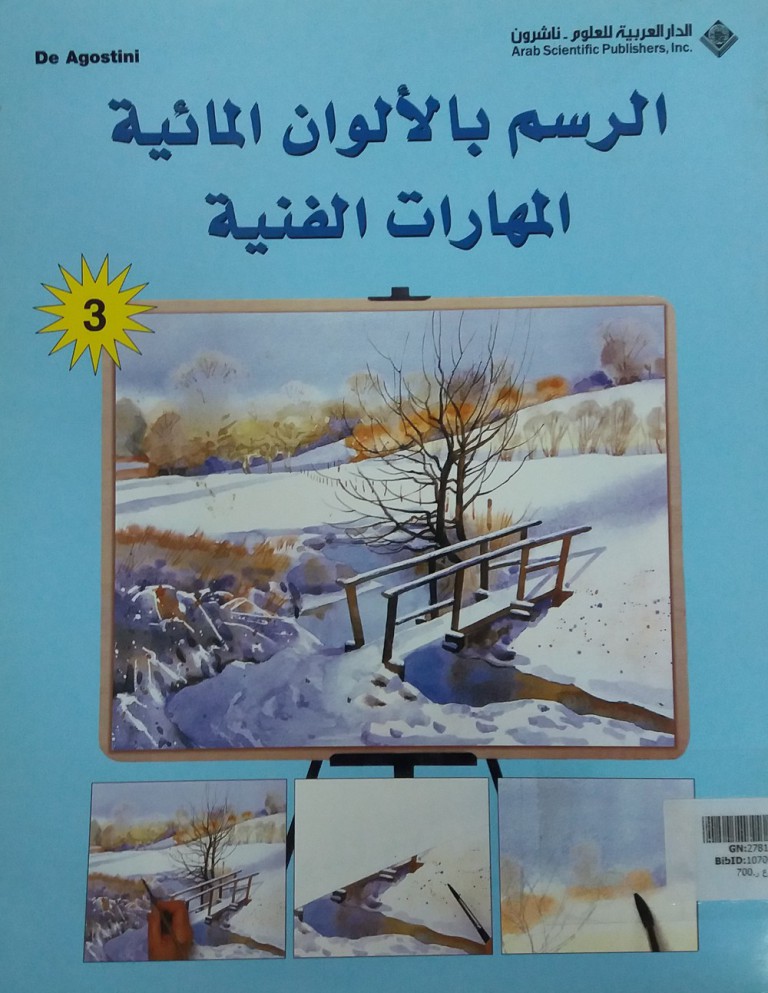 De Agostini
الدار العربية للعلوم - ناشرون
Arab Scientific Publishers, Inc.
الرسم بالألوان المائية
المهارات الفنية
3
GN:2781
BibID:1070